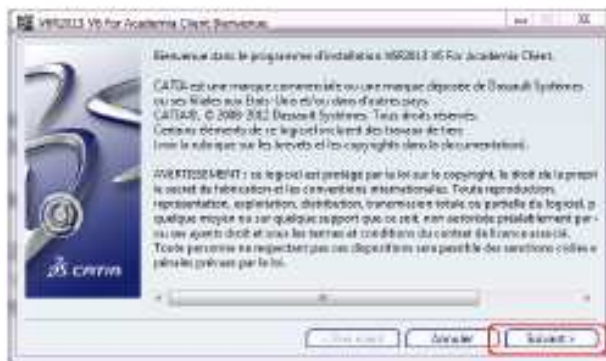 V6R2013 V6 For Academia Client Bienvenue
Bienvenue dans le programme d'installation V6R2013 V6 For Academia Client.
CATIA est une marque commerciale ou une marque déposée de Dassault Systèmes
ou ses filiales aux Etats-Unis et/ou dans d'autres pays.
CATIA®, © 2008-2012 Dassault Systèmes. Tous droits réservés.
Certains éléments de ce logiciel incluent des travaux de tiers
(voir la rubrique sur les brevets et les copyrights dans la documentation).
AVERTISSEMENT : ce logiciel est protégé par la loi sur le copyright, le droit de la propri
le secret de fabrication et les conventions internationales. Toute reproduction,
représentation, exploitation, distribution, transmission totale ou partielle du logiciel, p
quelque moyen ou sur quelque support que ce soit, non autorisée préalablement par
ou ses ayants droit et sous les termes et conditions du contrat de licence associé.
Toute personne ne respectant pas ces dispositions sera passible des sanctions civiles e
pénales prévues par la loi.
CATIA
Annuler
Suivant >